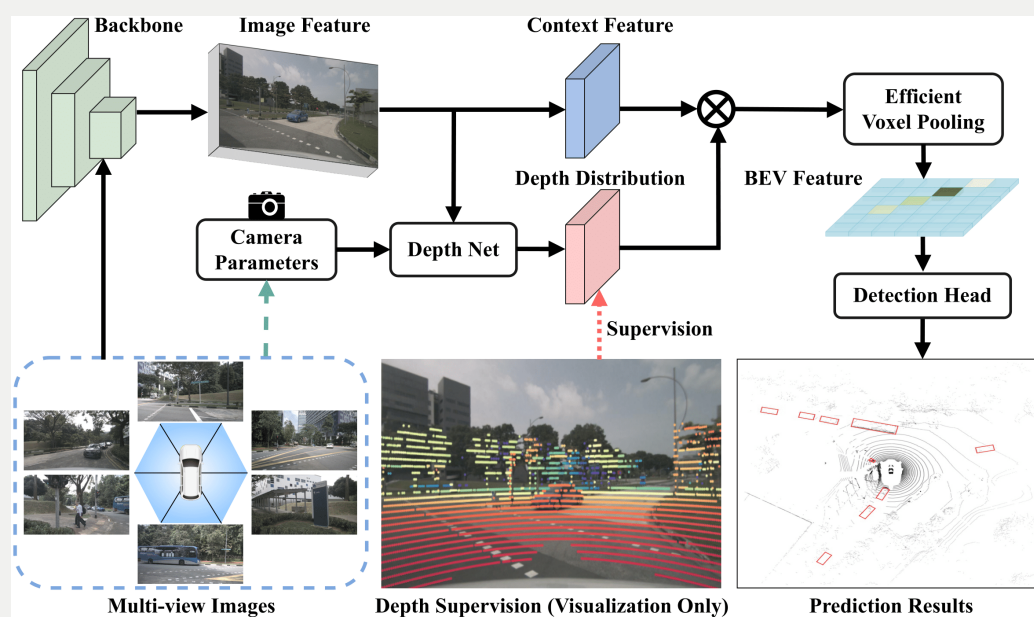 Backbone
Image Feature
Context Feature
Efficient
Voxel Pooling
Depth Distribution
BEV Feature
Camera
Parameters
Depth Net
Detection Head
Supervision
Multi-view Images
Depth Supervision (Visualization Only)
Prediction Results